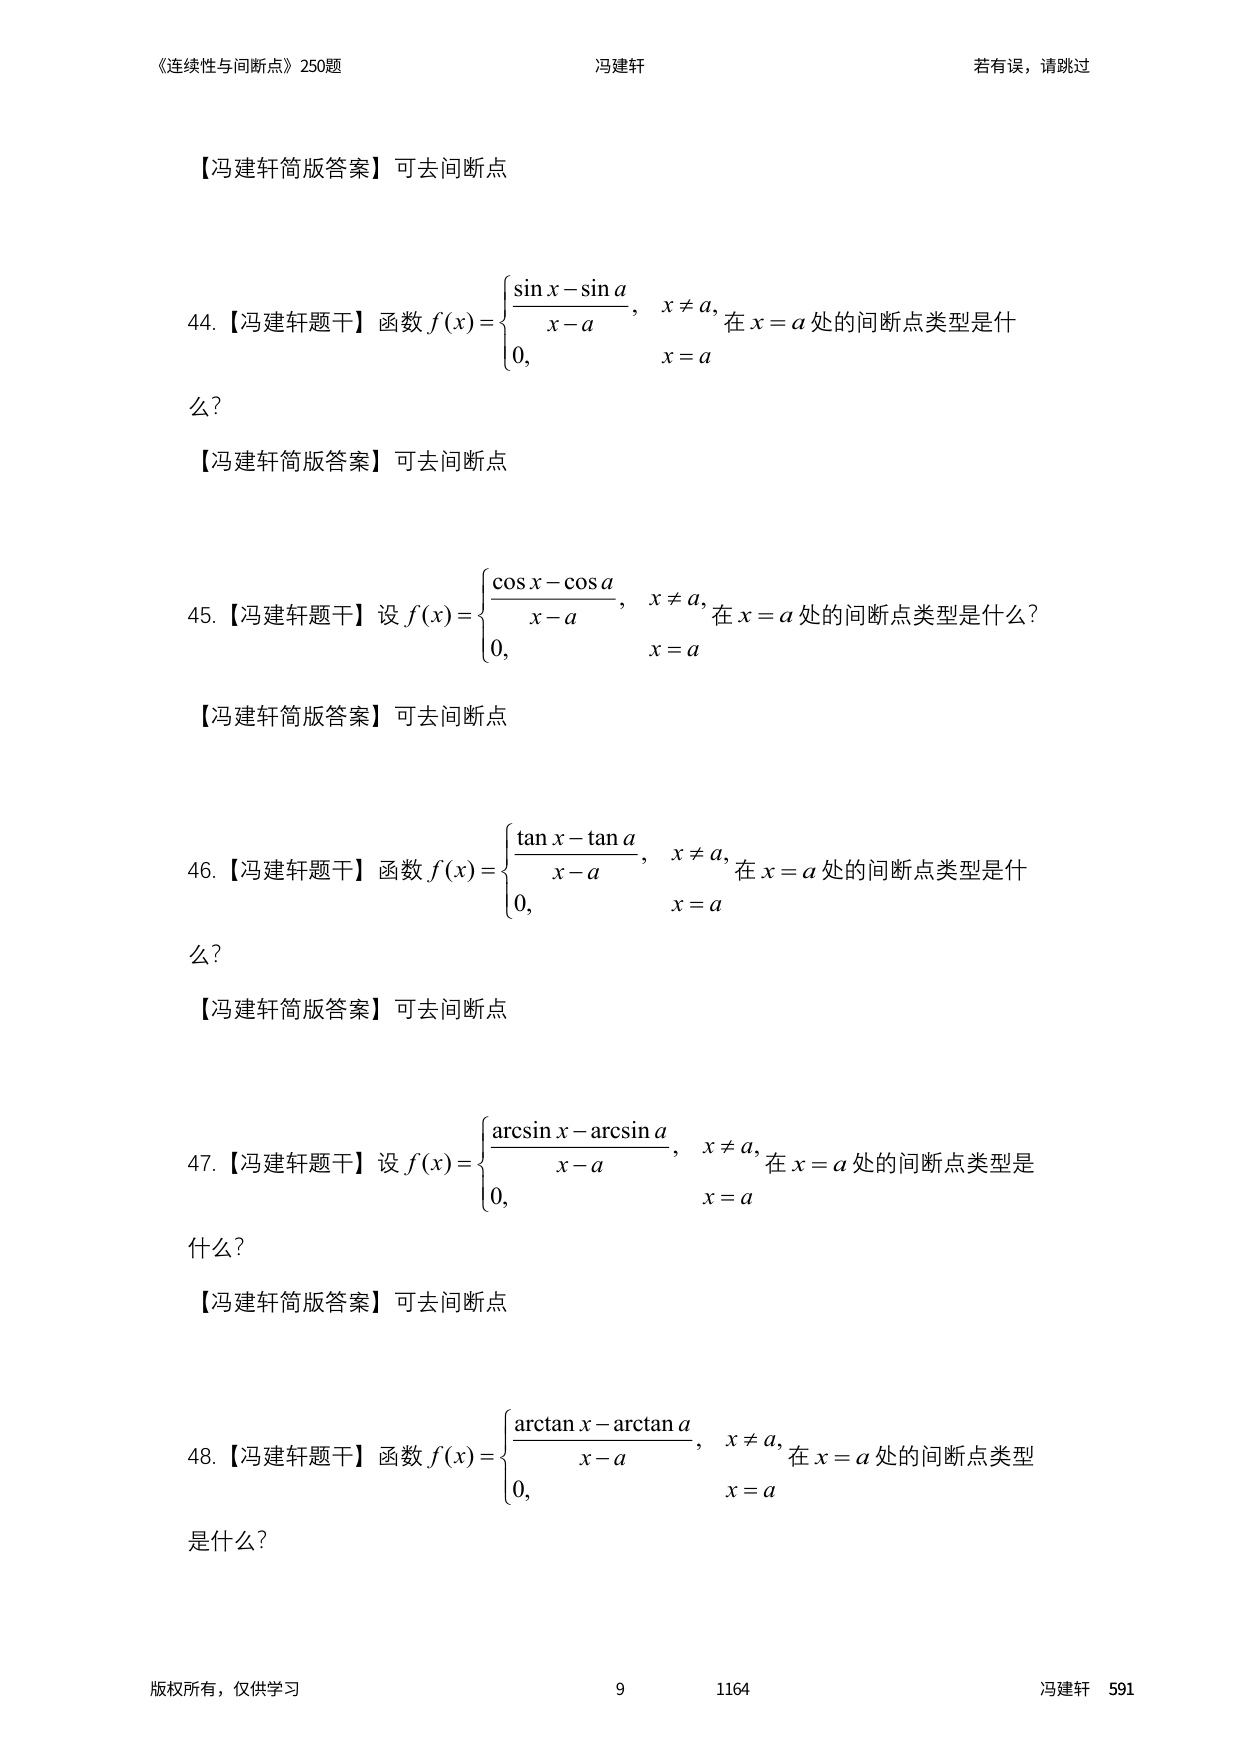 《连续性与间断点》250题 冯建轩 若有误，请跳过
【冯建轩简版答案】可去间断点
44.【冯建轩题干】函数 f(x) = { (sin x − sin a)/(x − a), x ≠ a, 0, x = a 在 x = a 处的间断点类型是什
么？
【冯建轩简版答案】可去间断点
45.【冯建轩题干】设 f(x) = { (cos x − cos a)/(x − a), x ≠ a, 0, x = a 在 x = a 处的间断点类型是什么？
【冯建轩简版答案】可去间断点
46.【冯建轩题干】函数 f(x) = { (tan x − tan a)/(x − a), x ≠ a, 0, x = a 在 x = a 处的间断点类型是什
么？
【冯建轩简版答案】可去间断点
47.【冯建轩题干】设 f(x) = { (arcsin x − arcsin a)/(x − a), x ≠ a, 0, x = a 在 x = a 处的间断点类型是
什么？
【冯建轩简版答案】可去间断点
48.【冯建轩题干】函数 f(x) = { (arctan x − arctan a)/(x − a), x ≠ a, 0, x = a 在 x = a 处的间断点类型
是什么？
版权所有，仅供学习 9 1164 冯建轩 591